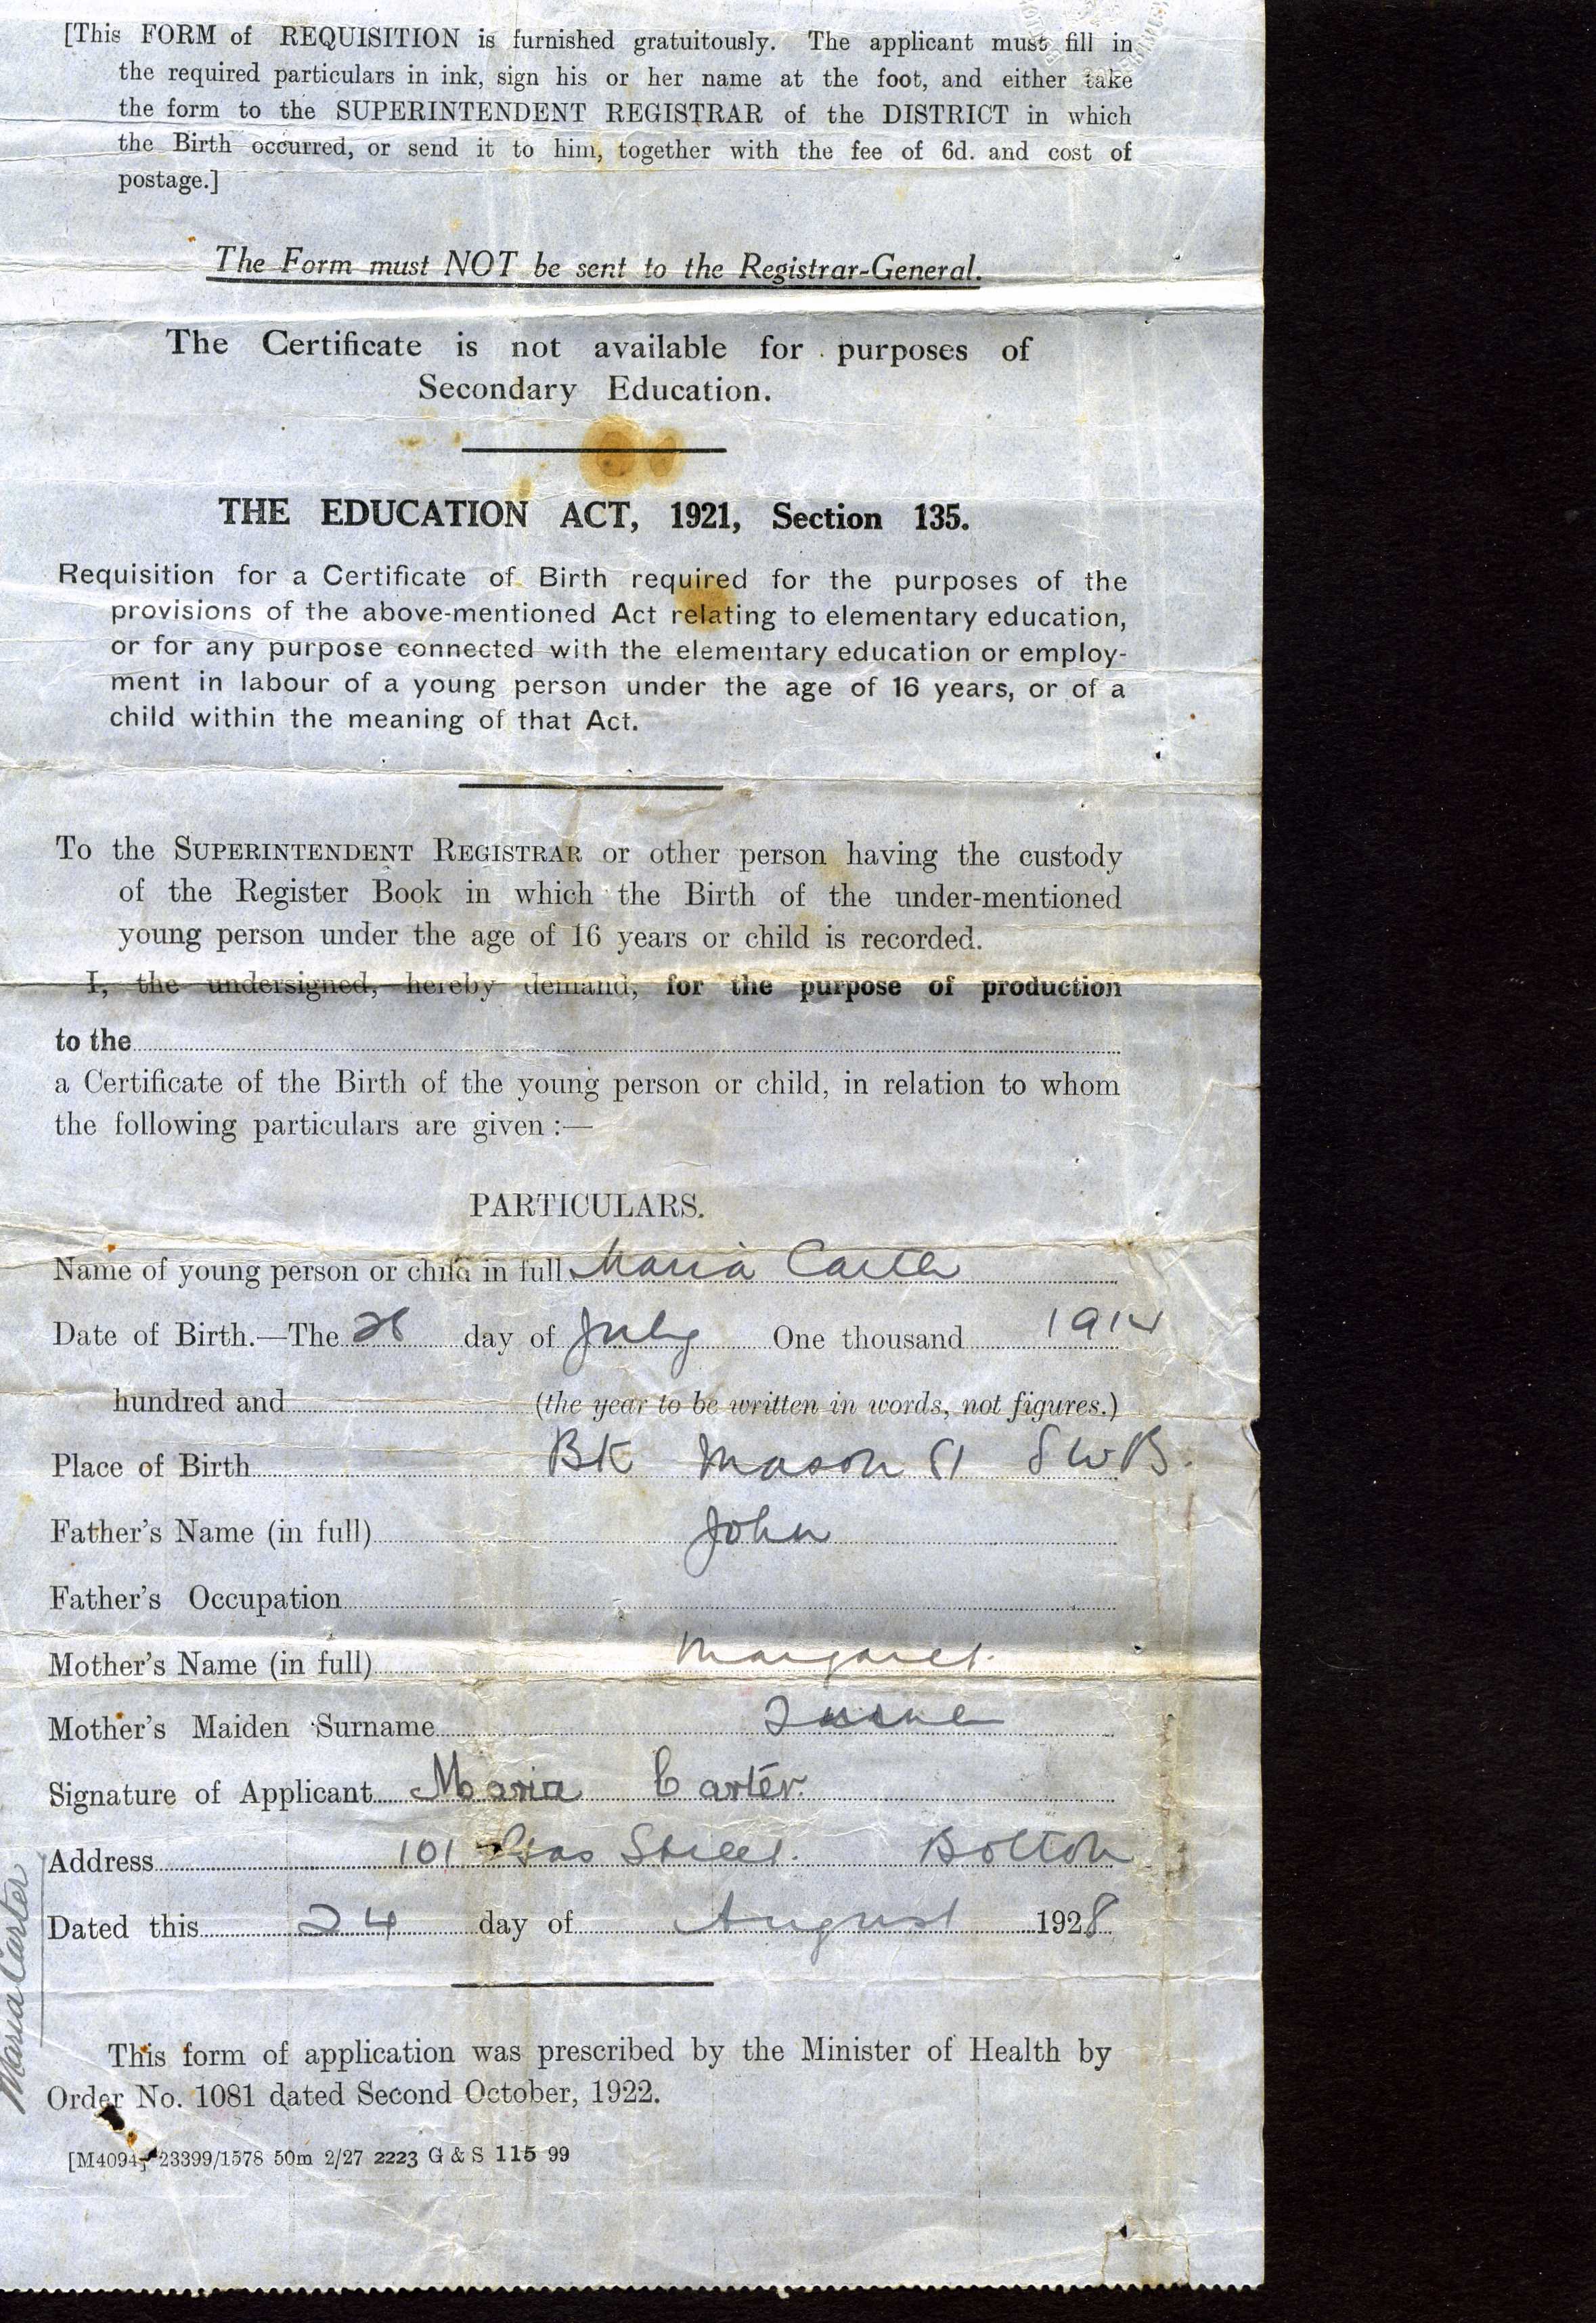 [This FORM of REQUISITION is furnished gratuitously. The applicant must fill in
the required particulars in ink, sign his or her name at the foot, and either take
the form to the SUPERINTENDENT REGISTRAR of the DISTRICT in which
the Birth occurred, or send it to him, together with the fee of 6d. and cost of
postage.]
The Form must NOT be sent to the Registrar-General.
The Certificate is not available for purposes of
Secondary Education.
THE EDUCATION ACT, 1921, Section 135.
Requisition for a Certificate of Birth required for the purposes of the
provisions of the above-mentioned Act relating to elementary education,
or for any purpose connected with the elementary education or employ-
ment in labour of a young person under the age of 16 years, or of a
child within the meaning of that Act.
To the SUPERINTENDENT REGISTRAR or other person having the custody
of the Register Book in which the Birth of the under-mentioned
young person under the age of 16 years or child is recorded.
I, the undersigned, hereby demand, for the purpose of production
to the
a Certificate of the Birth of the young person or child, in relation to whom
the following particulars are given :—
PARTICULARS.
Name of young person or child in full Maria Carter
Date of Birth.—The day of July One thousand 1914
hundred and (the year to be written in words, not figures.)
Place of Birth Bk Mason St
Father's Name (in full) John
Father's Occupation
Mother's Name (in full) Margaret
Mother's Maiden Surname
Signature of Applicant Maria Carter.
Address 101 Gas Street. Bolton
Dated this 24 day of August 1928
Maria Carter
This form of application was prescribed by the Minister of Health by
Order No. 1081 dated Second October, 1922.
[M4094] 23399/1578 50m 2/27 2223 G & S 115 99